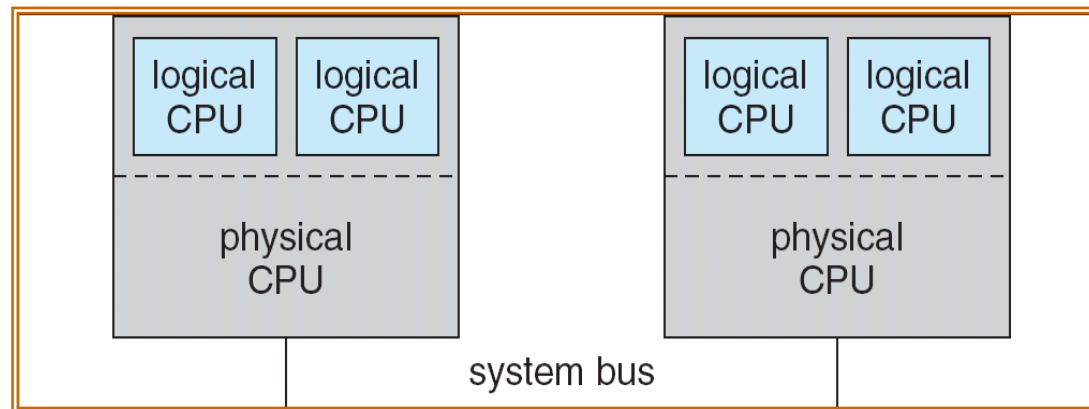 logical
CPU
logical
CPU
physical
CPU
logical
CPU
logical
CPU
physical
CPU
system bus